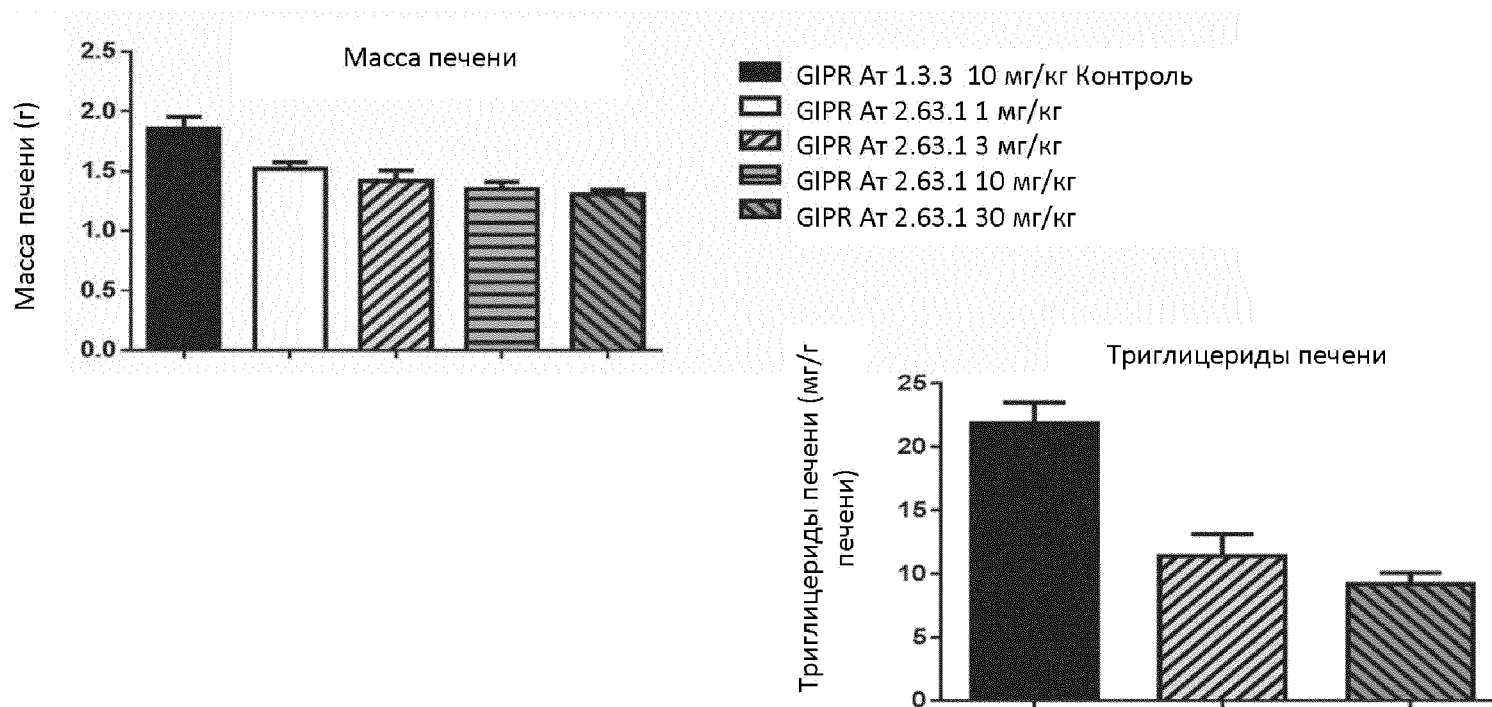 Масса печени
2.5
2.0
1.5
1.0
0.5
0.0
Масса печени (г)
GIPR Ат 1.3.3 10 мг/кг Контроль
GIPR Ат 2.63.1 1 мг/кг
GIPR Ат 2.63.1 3 мг/кг
GIPR Ат 2.63.1 10 мг/кг
GIPR Ат 2.63.1 30 мг/кг
Триглицериды печени
Триглицериды печени (мг/г
печени)
25
20
15
10
5
0